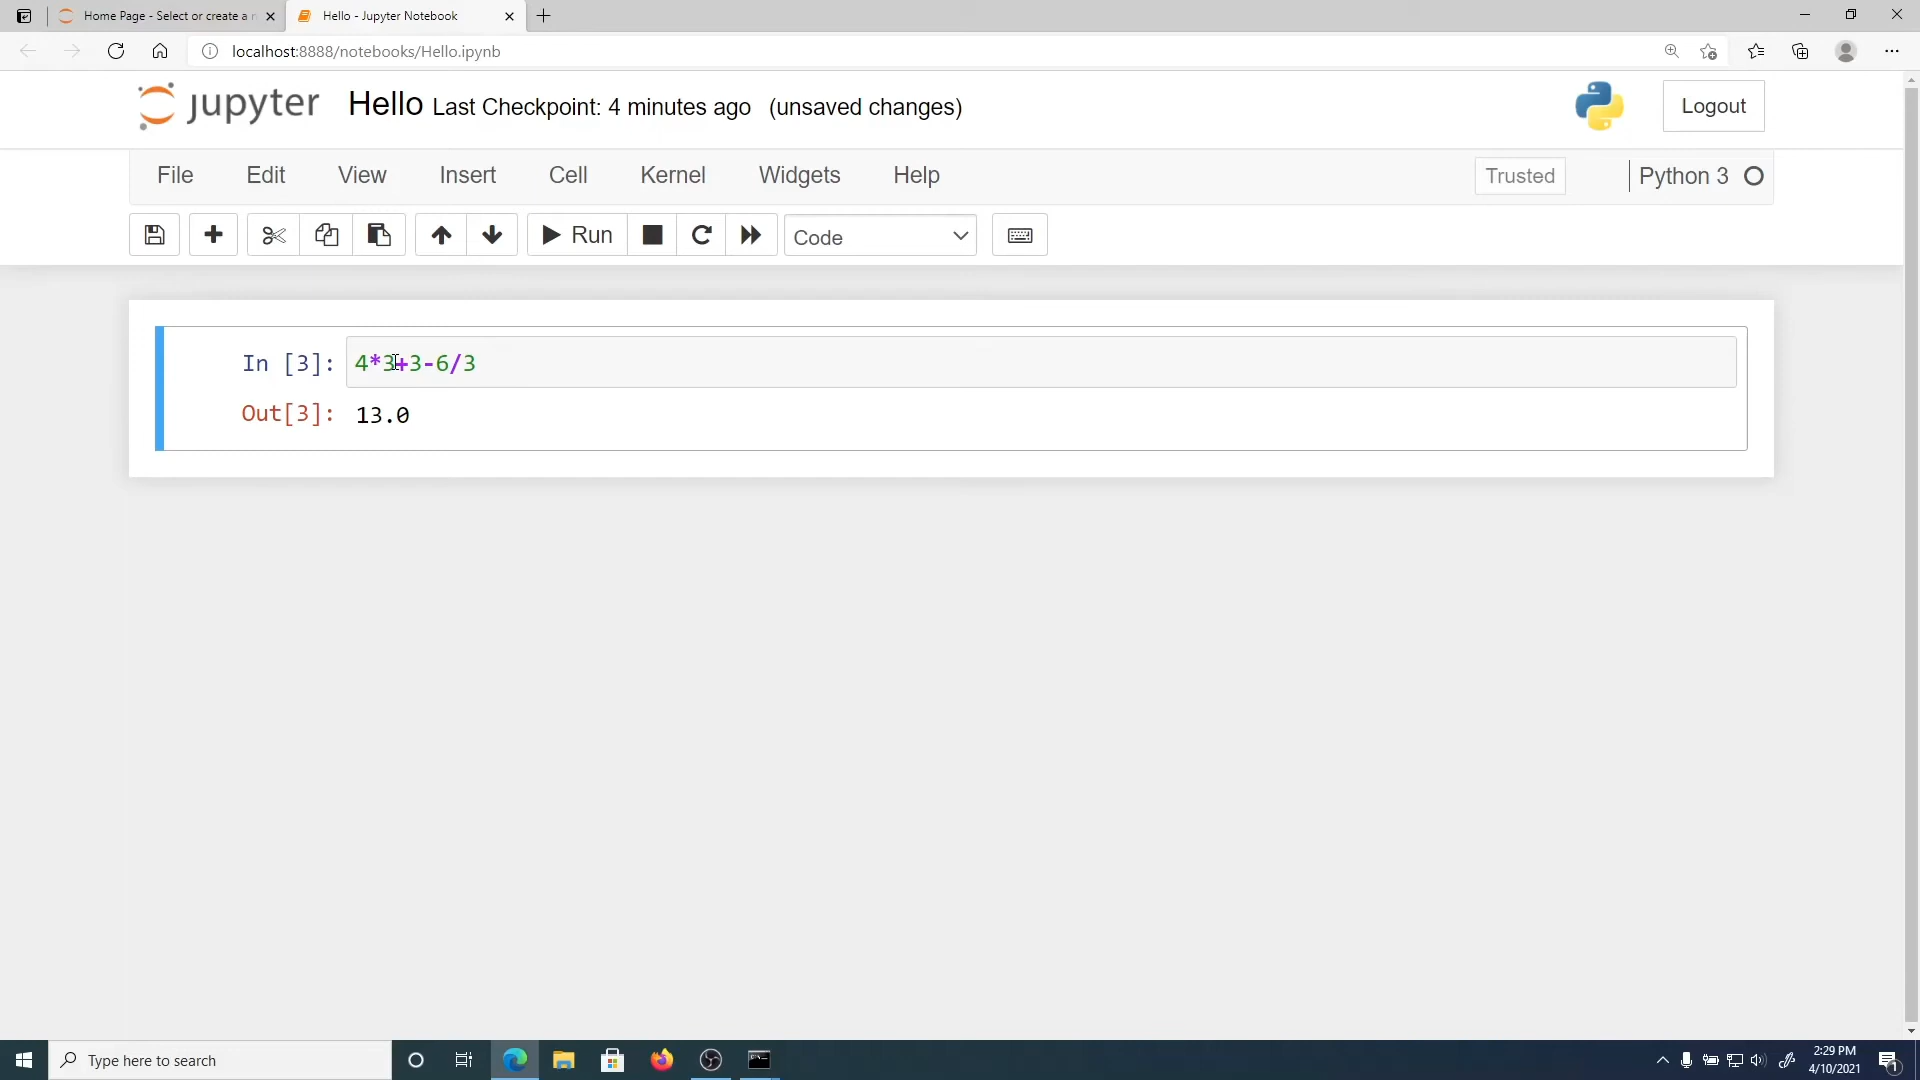 Home Page - Select or create a n
Hello - Jupyter Notebook
localhost:8888/notebooks/Hello.ipynb
jupyter Hello Last Checkpoint: 4 minutes ago (unsaved changes)
Logout
File Edit View Insert Cell Kernel Widgets Help
Trusted
Python 3
Run
Code
In [3]: 4*3+3-6/3
Out[3]: 13.0
Type here to search
2:29 PM
4/10/2021
1